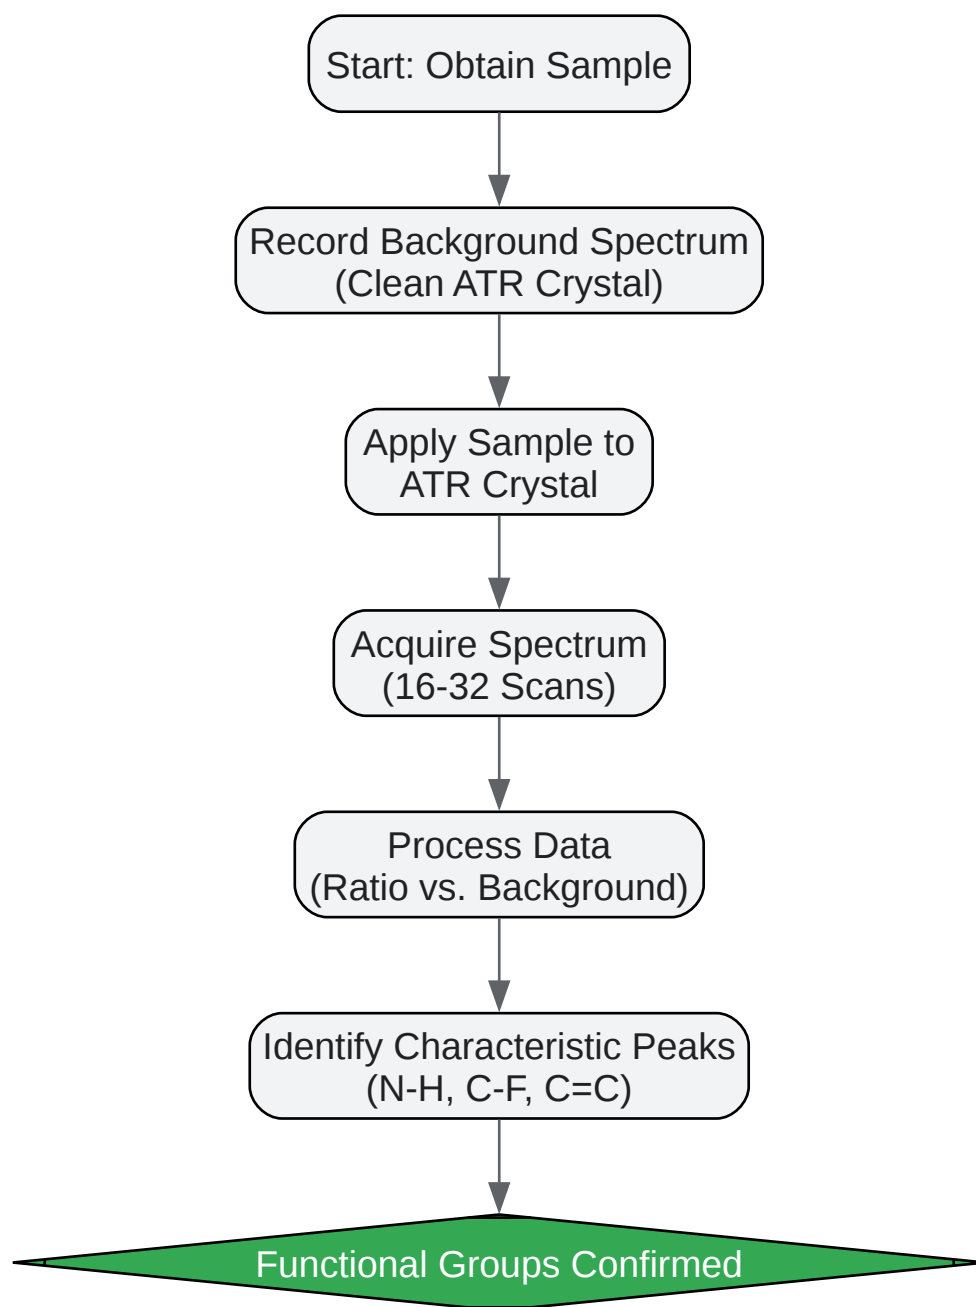 Start: Obtain Sample
Record Background Spectrum
(Clean ATR Crystal)
Apply Sample to
ATR Crystal
Acquire Spectrum
(16-32 Scans)
Process Data
(Ratio vs. Background)
Identify Characteristic Peaks
(N-H, C-F, C=C)
Functional Groups Confirmed